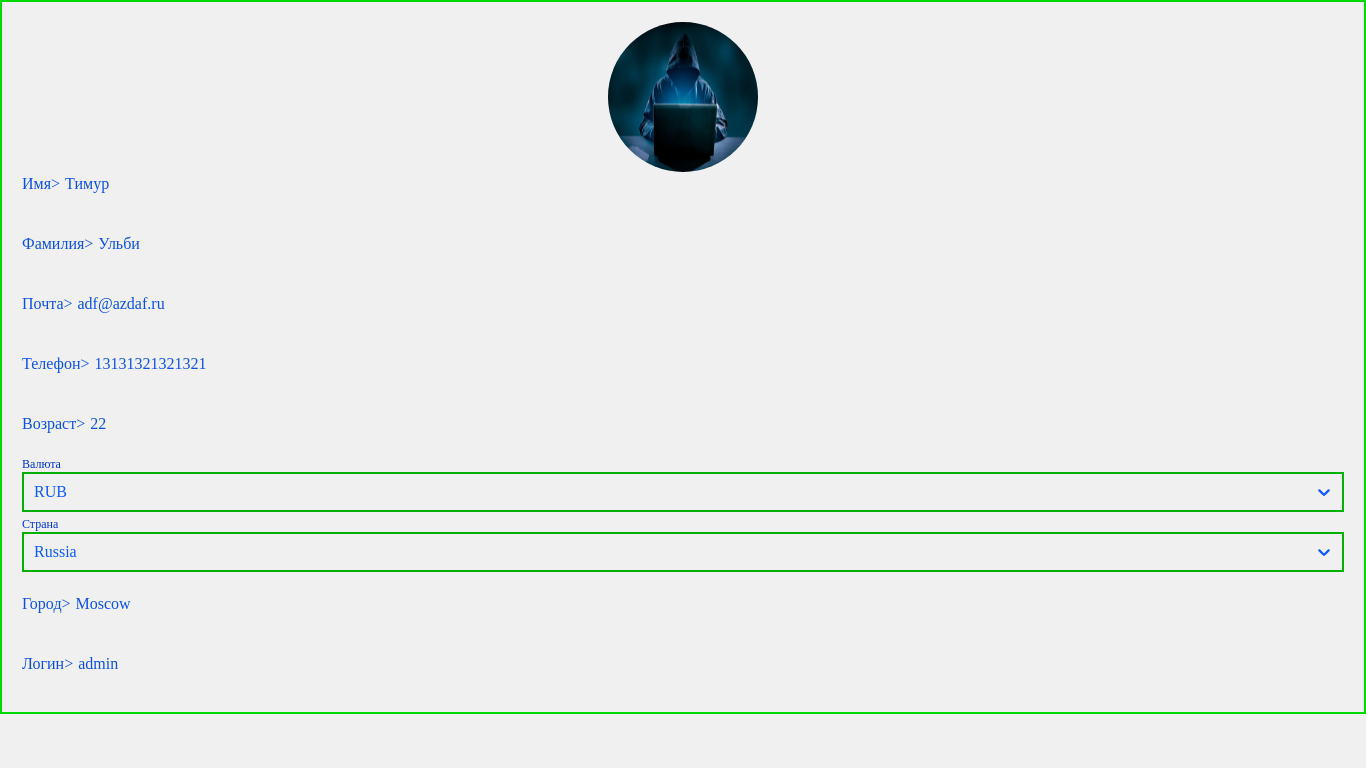 Имя> Тимур
Фамилия> Ульби
Почта> adf@azdaf.ru
Телефон> 13131321321321
Возраст> 22
Валюта
RUB
Страна
Russia
Город> Moscow
Логин> admin